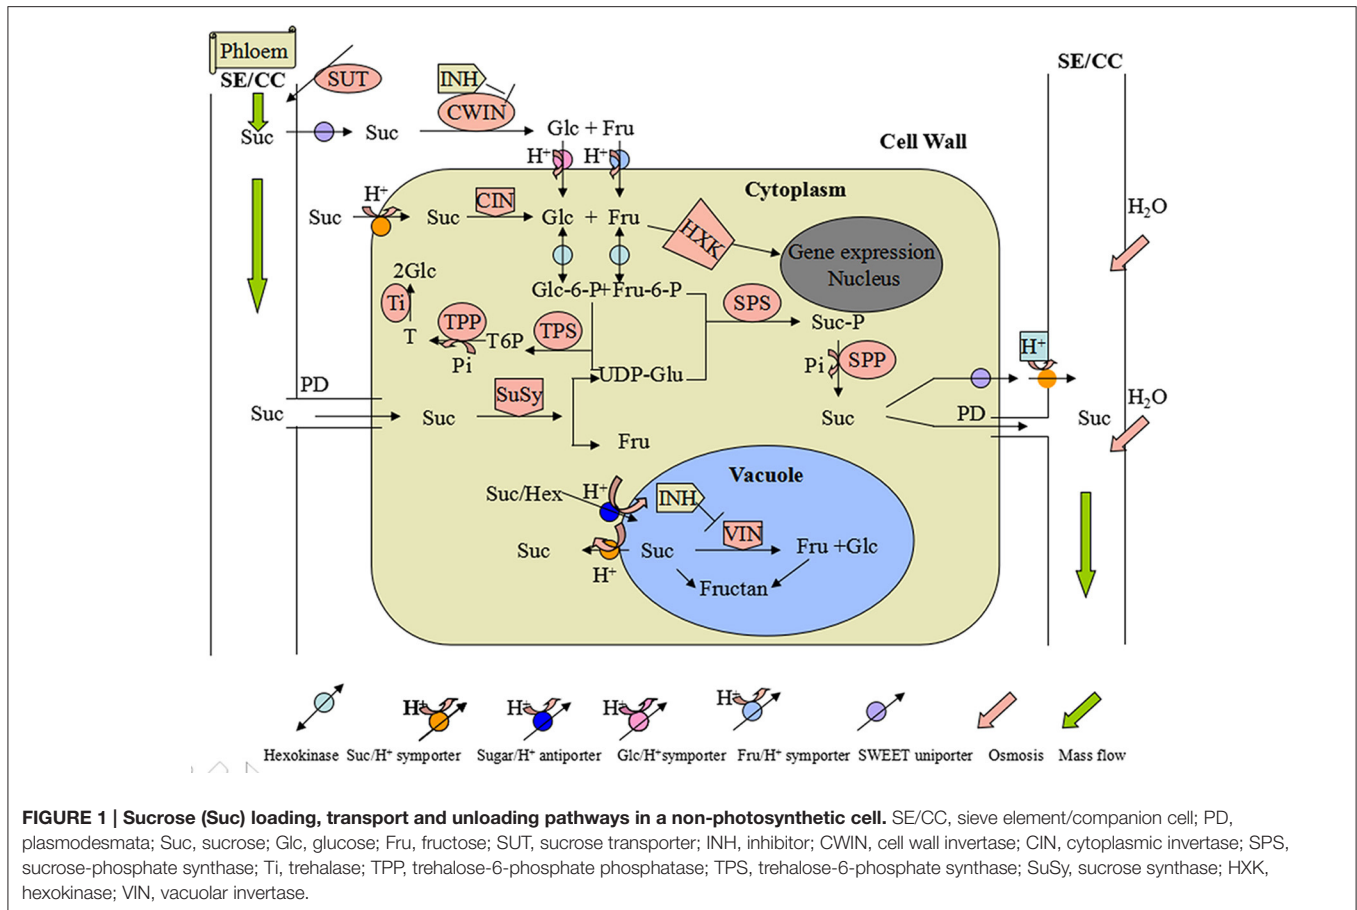 Phloem
SE/CC
SUT
INH
CWIN
SE/CC
Suc
Suc
Glc + Fru
Cell Wall
H⁺
H⁺
Cytoplasm
H⁺
CIN
H₂O
Suc
Suc
Glc + Fru
HXK
Gene expression
Nucleus
2Glc
Glc-6-P+Fru-6-P
Ti
TPP
TPS
SPS
Suc-P
T
T6P
H⁺
Pi
Pi
SPP
UDP-Glu
PD
SuSy
H₂O
Suc
Suc
Suc
PD
Suc
Fru
Vacuole
Suc/Hex
H⁺
INH
VIN
Suc
Suc
Fru +Glc
H⁺
Fructan
H⁺
H⁺
H⁺
H⁺
Hexokinase
Suc/H⁺ symporter
Sugar/H⁺ antiporter
Glc/H⁺symporter
Fru/H⁺ symporter
SWEET uniporter
Osmosis
Mass flow
FIGURE 1 | Sucrose (Suc) loading, transport and unloading pathways in a non-photosynthetic cell. SE/CC, sieve element/companion cell; PD,
plasmodesmata; Suc, sucrose; Glc, glucose; Fru, fructose; SUT, sucrose transporter; INH, inhibitor; CWIN, cell wall invertase; CIN, cytoplasmic invertase; SPS,
sucrose-phosphate synthase; Ti, trehalase; TPP, trehalose-6-phosphate phosphatase; TPS, trehalose-6-phosphate synthase; SuSy, sucrose synthase; HXK,
hexokinase; VIN, vacuolar invertase.